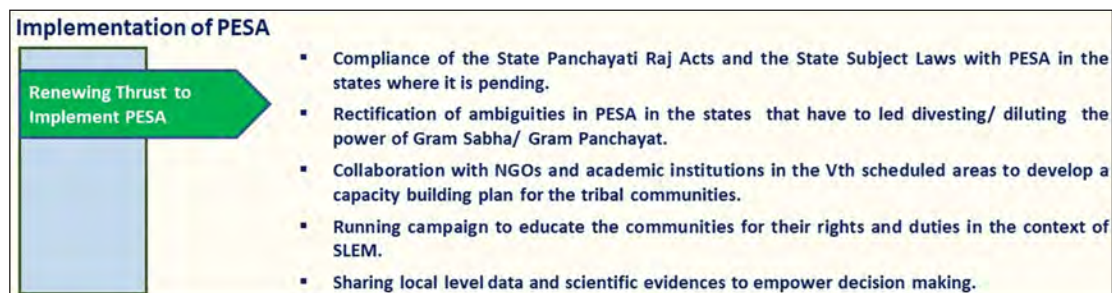 Implementation of PESA
Renewing Thrust to
Implement PESA
▪ Compliance of the State Panchayati Raj Acts and the State Subject Laws with PESA in the
states where it is pending.
▪ Rectification of ambiguities in PESA in the states that have to led divesting/ diluting the
power of Gram Sabha/ Gram Panchayat.
▪ Collaboration with NGOs and academic institutions in the Vth scheduled areas to develop a
capacity building plan for the tribal communities.
▪ Running campaign to educate the communities for their rights and duties in the context of
SLEM.
▪ Sharing local level data and scientific evidences to empower decision making.